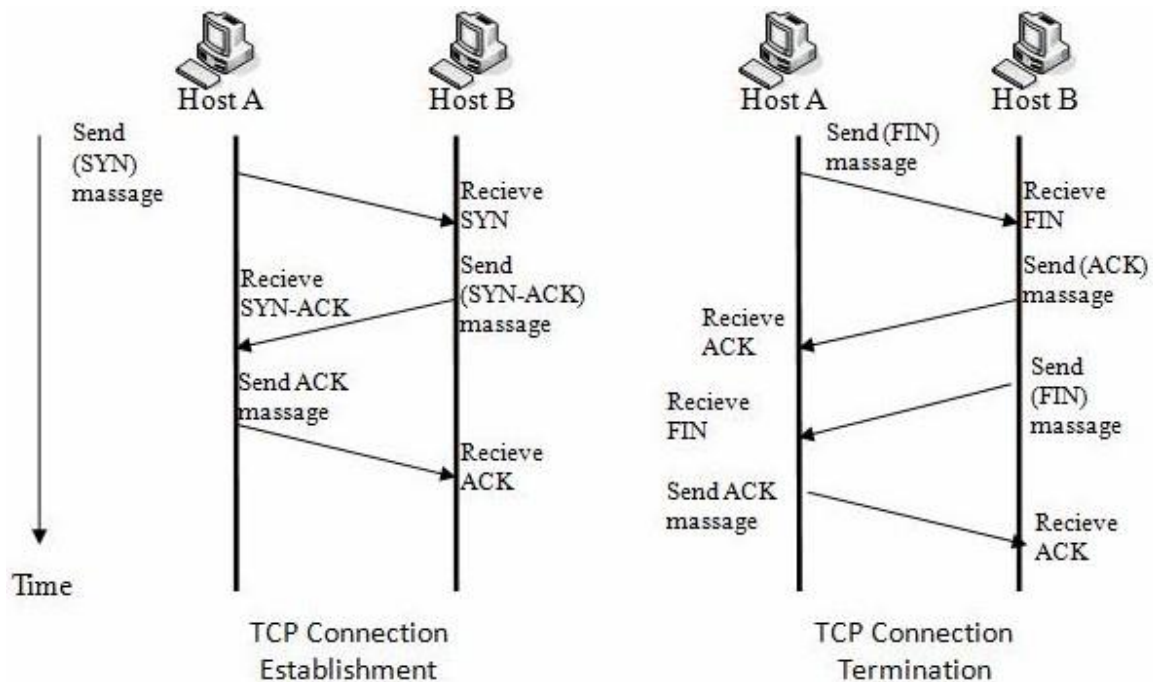 Host A
Host B
Send
(SYN)
massage
Recieve
SYN
Send
(SYN-ACK)
massage
Recieve
SYN-ACK
Send ACK
massage
Recieve
ACK
Time
TCP Connection
Establishment
Host A
Host B
Send (FIN)
massage
Recieve
FIN
Send (ACK)
massage
Recieve
ACK
Send
(FIN)
massage
Recieve
FIN
Send ACK
massage
Recieve
ACK
TCP Connection
Termination